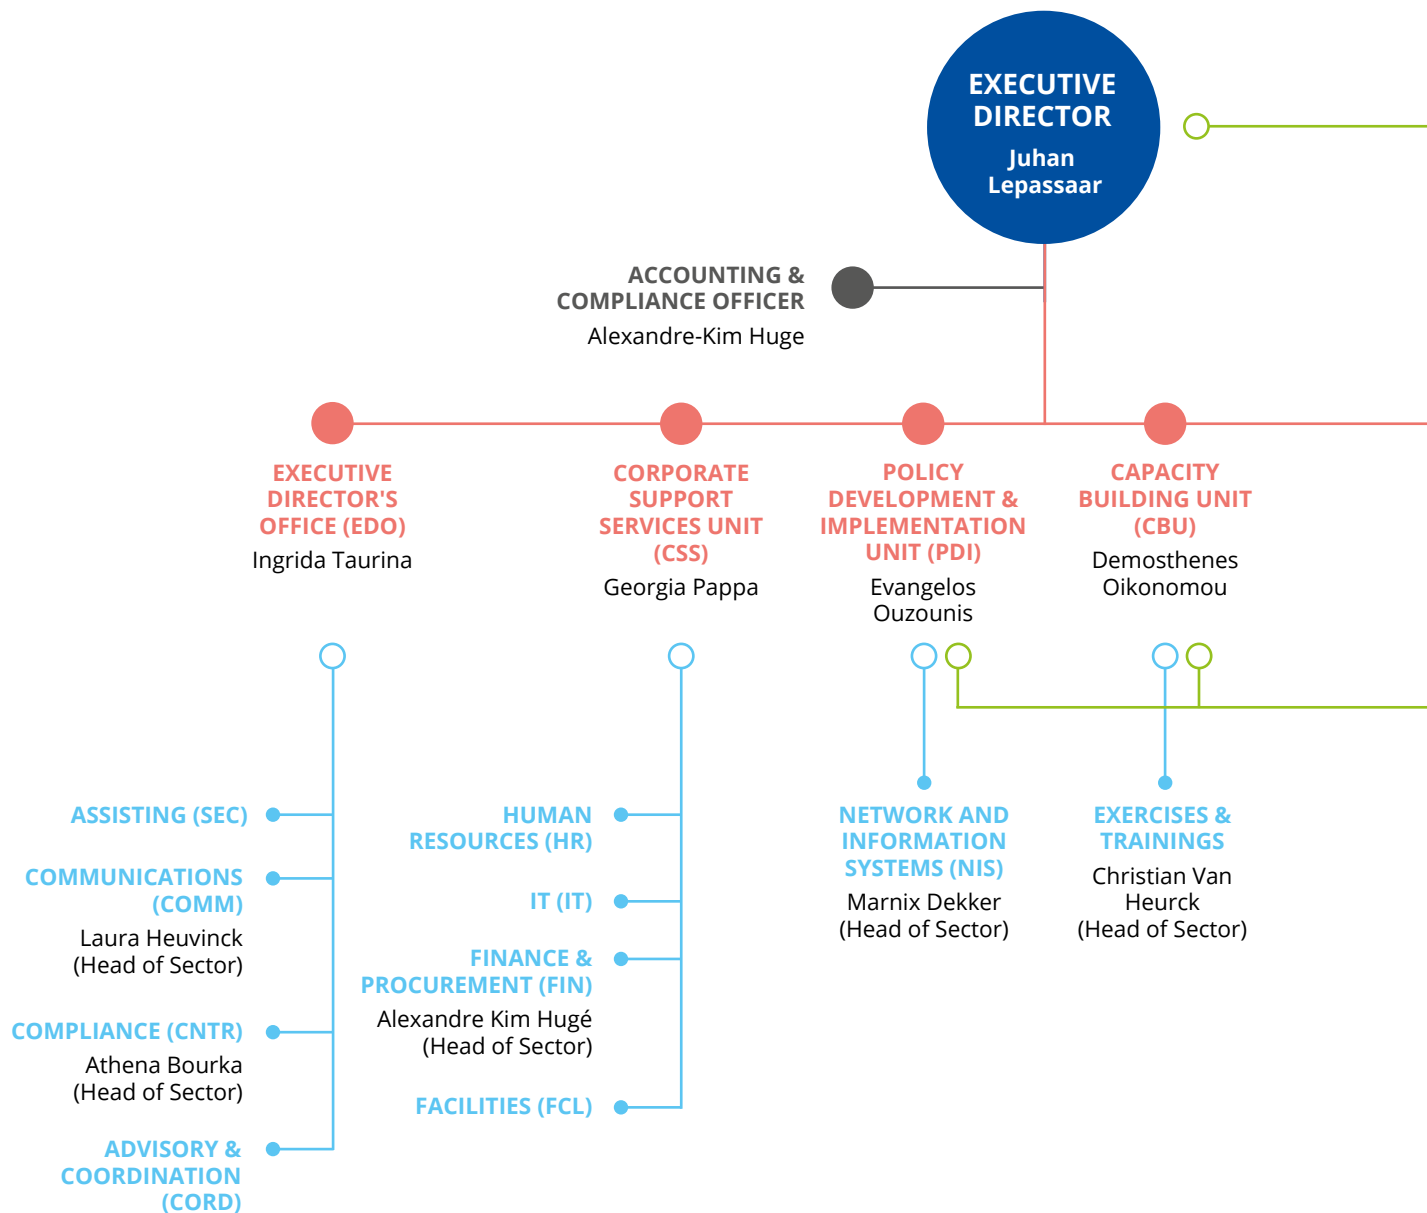 EXECUTIVE
DIRECTOR
Juhan
Lepassaar
ACCOUNTING &
COMPLIANCE OFFICER
Alexandre-Kim Huge
EXECUTIVE
DIRECTOR'S
OFFICE (EDO)
Ingrida Taurina
CORPORATE
SUPPORT
SERVICES UNIT
(CSS)
Georgia Pappa
POLICY
DEVELOPMENT &
IMPLEMENTATION
UNIT (PDI)
Evangelos
Ouzounis
CAPACITY
BUILDING UNIT
(CBU)
Demosthenes
Oikonomou
ASSISTING (SEC)
COMMUNICATIONS
(COMM)
Laura Heuvinck
(Head of Sector)
COMPLIANCE (CNTR)
Athena Bourka
(Head of Sector)
ADVISORY &
COORDINATION
(CORD)
HUMAN
RESOURCES (HR)
IT (IT)
FINANCE &
PROCUREMENT (FIN)
Alexandre Kim Hugé
(Head of Sector)
FACILITIES (FCL)
NETWORK AND
INFORMATION
SYSTEMS (NIS)
Marnix Dekker
(Head of Sector)
EXERCISES &
TRAININGS
Christian Van
Heurck
(Head of Sector)